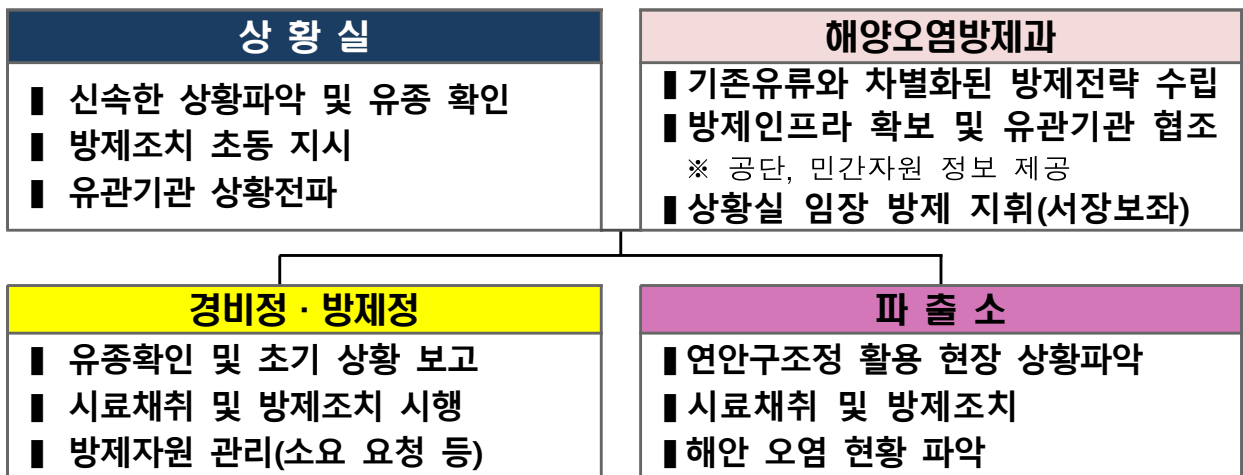 상 황 실
▮ 신속한 상황파악 및 유종 확인
▮ 방제조치 초동 지시
▮ 유관기관 상황전파
해양오염방제과
▮기존유류와 차별화된 방제전략 수립
▮방제인프라 확보 및 유관기관 협조
※ 공단, 민간자원 정보 제공
▮상황실 임장 방제 지휘(서장보좌)
경비정 · 방제정
▮ 유종확인 및 초기 상황 보고
▮ 시료채취 및 방제조치 시행
▮ 방제자원 관리(소요 요청 등)
파 출 소
▮연안구조정 활용 현장 상황파악
▮시료채취 및 방제조치
▮해안 오염 현황 파악